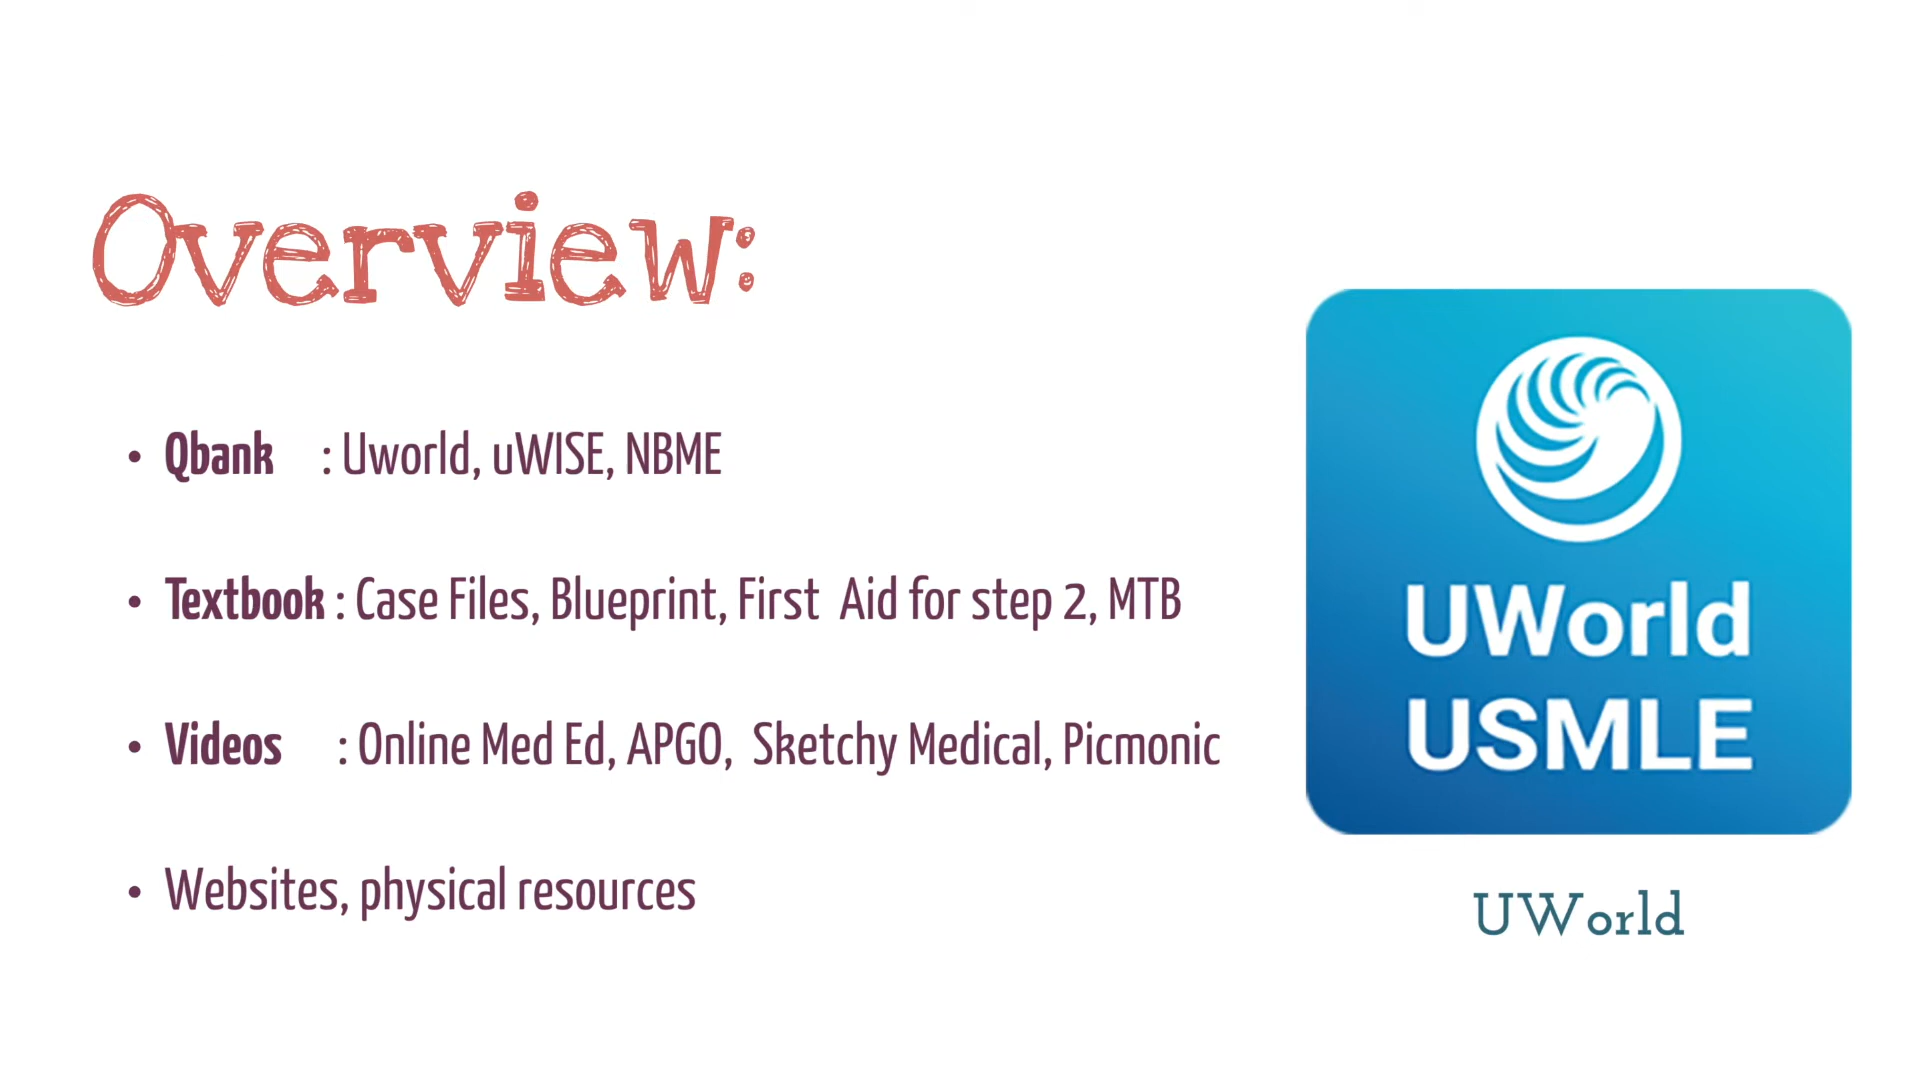 Overview:
• Qbank : Uworld, uWISE, NBME
• Textbook : Case Files, Blueprint, First Aid for step 2, MTB
• Videos : Online Med Ed, APGO, Sketchy Medical, Picmonic
• Websites, physical resources
UWorld
USMLE
UWorld